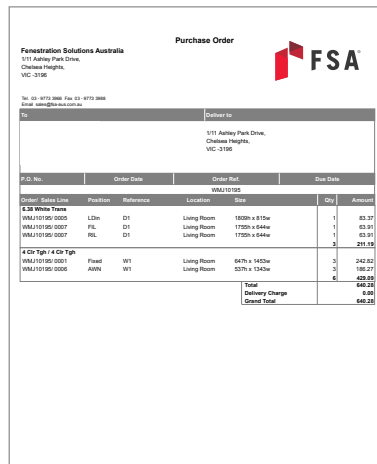 Purchase Order
FSA
Fenestration Solutions Australia
1/11 Ashley Park Drive,
Chelsea Heights,
VIC -3196
Tel: 03 - 9773 3966 Fax 03 - 9773 3988
Email sales@fsa-aus.com.au
To Deliver to
1/11 Ashley Park Drive,
Chelsea Heights,
VIC -3196
P.O. No. Order Date Order Ref. Due Date
WMJ10195
Order/ Sales Line Position Reference Location Size Qty Amount
6.38 White Trans
WMJ10195/ 0005 LDin D1 Living Room 1809h x 815w 1 83.37
WMJ10195/ 0007 FIL D1 Living Room 1755h x 644w 1 63.91
WMJ10195/ 0007 RIL D1 Living Room 1755h x 644w 1 63.91
3 211.19
4 Clr Tgh / 4 Clr Tgh
WMJ10195/ 0001 Fixed W1 Living Room 647h x 1453w 3 242.82
WMJ10195/ 0006 AWN W1 Living Room 537h x 1343w 3 186.27
6 429.09
Total 640.28
Delivery Charge 0.00
Grand Total 640.28